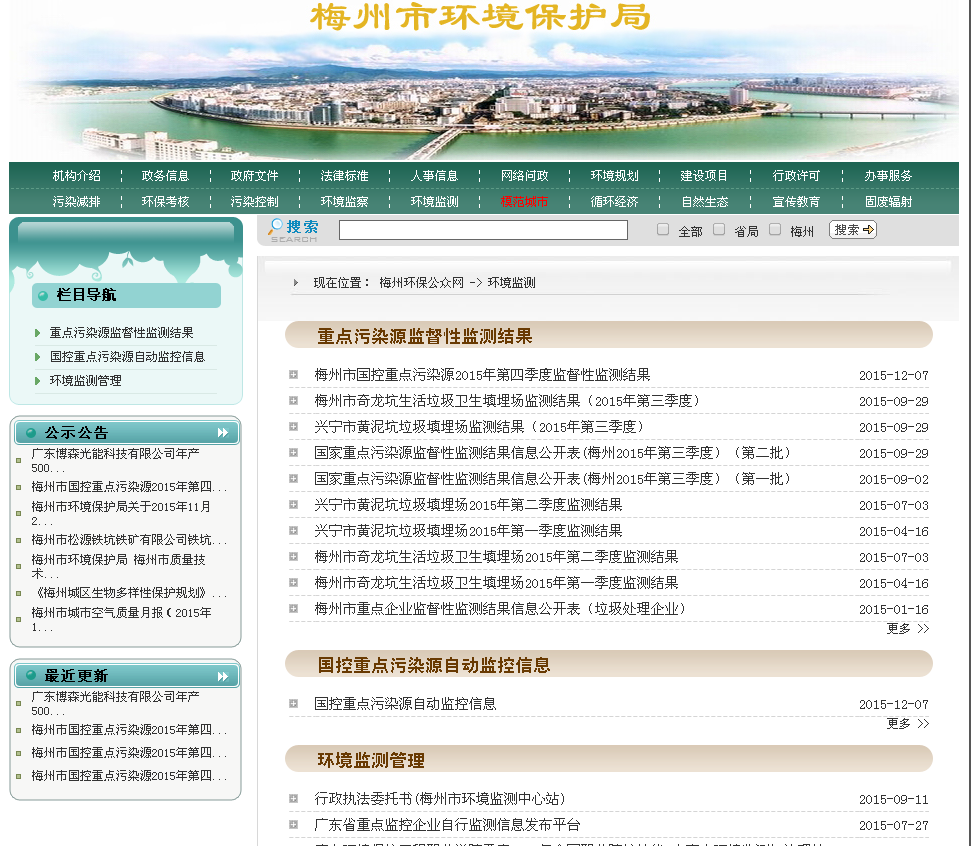 梅州市环境保护局
机构介绍 政务信息 政府文件 法律标准 人事信息 网络问政 环境规划 建设项目 行政许可 办事服务
污染减排 环保考核 污染控制 环境监察 环境监测 模范城市 循环经济 自然生态 宣传教育 固废辐射
搜索 SEARCH 全部 省局 梅州 搜索
栏目导航
重点污染源监督性监测结果
国控重点污染源自动监控信息
环境监测管理
公示公告
广东博森光能科技有限公司年产
500...
梅州市国控重点污染源2015年第四...
梅州市环境保护局关于2015年11月
2...
梅州市松源铁坑铁矿有限公司铁坑...
梅州市环境保护局 梅州市质量技
术...
《梅州城区生物多样性保护规划》...
梅州市城市空气质量月报（2015年
1...
最近更新
广东博森光能科技有限公司年产
500...
梅州市国控重点污染源2015年第四...
梅州市国控重点污染源2015年第四...
梅州市国控重点污染源2015年第四...
现在位置： 梅州环保公众网 -> 环境监测
重点污染源监督性监测结果
梅州市国控重点污染源2015年第四季度监督性监测结果 2015-12-07
梅州市奇龙坑生活垃圾卫生填埋场监测结果（2015年第三季度） 2015-09-29
兴宁市黄泥坑垃圾填埋场监测结果（2015年第三季度） 2015-09-29
国家重点污染源监督性监测结果信息公开表(梅州2015年第三季度）（第二批） 2015-09-29
国家重点污染源监督性监测结果信息公开表(梅州2015年第三季度）（第一批） 2015-09-02
兴宁市黄泥坑垃圾填埋场2015年第二季度监测结果 2015-07-03
兴宁市黄泥坑垃圾填埋场2015年第一季度监测结果 2015-04-16
梅州市奇龙坑生活垃圾卫生填埋场2015年第二季度监测结果 2015-07-03
梅州市奇龙坑生活垃圾卫生填埋场2015年第一季度监测结果 2015-04-16
梅州市重点企业监督性监测结果信息公开表（垃圾处理企业） 2015-01-16
更多 >>
国控重点污染源自动监控信息
国控重点污染源自动监控信息 2015-12-07
更多 >>
环境监测管理
行政执法委托书(梅州市环境监测中心站) 2015-09-11
广东省重点监控企业自行监测信息发布平台 2015-07-27